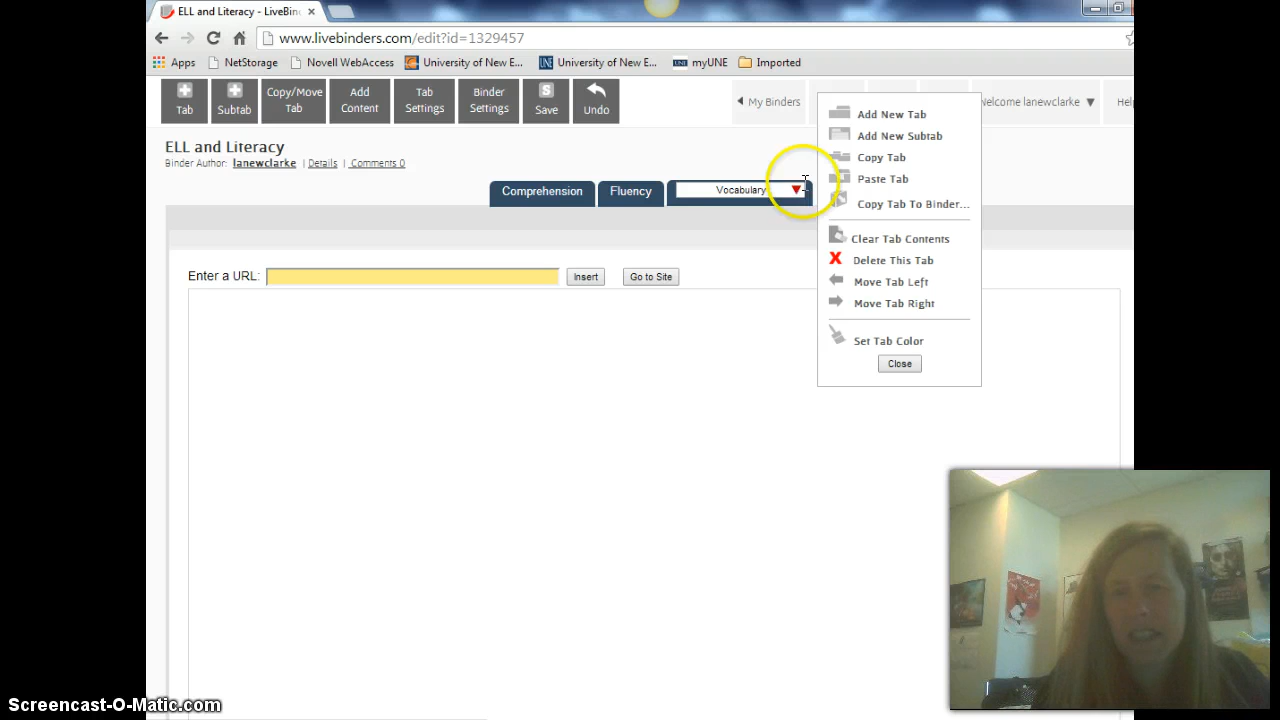 ELL and Literacy - LiveBin
www.livebinders.com/edit?id=1329457
Apps NetStorage Novell WebAccess University of New E... University of New E... UNE myUNE Imported
Tab Subtab Copy/Move Tab Add Content Tab Settings Binder Settings S Save Undo My Binders elcome lanewclarke Hel
ELL and Literacy
Binder Author: lanewclarke Details Comments 0
Comprehension Fluency Vocabulary
Enter a URL: Insert Go to Site
Add New Tab
Add New Subtab
Copy Tab
Paste Tab
Copy Tab To Binder...
Clear Tab Contents
X Delete This Tab
Move Tab Left
Move Tab Right
Set Tab Color
Close
Screencast-O-Matic.com